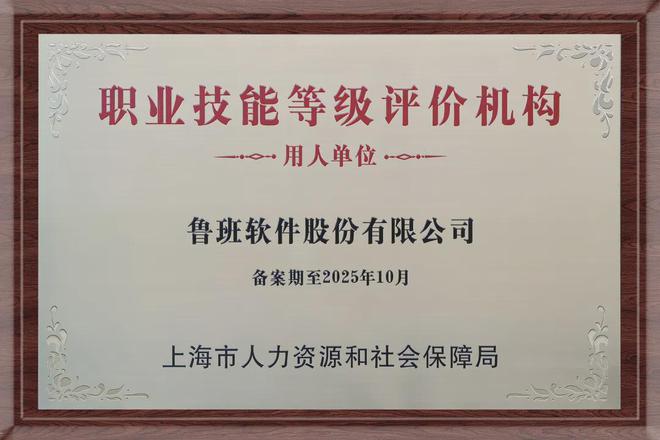 职业技能等级评价机构
用人单位
鲁班软件股份有限公司
备案期至2025年10月
上海市人力资源和社会保障局